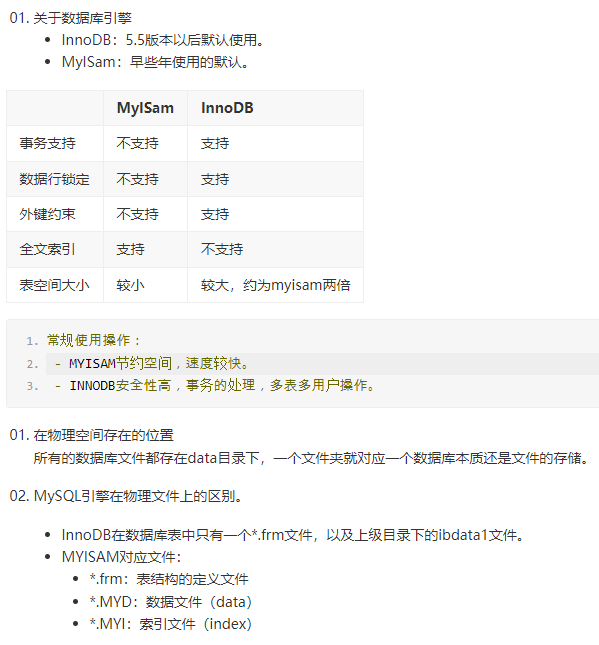 01. 关于数据库引擎
• InnoDB：5.5版本以后默认使用。
• MyISam：早些年使用的默认。
MyISam InnoDB
事务支持 不支持 支持
数据行锁定 不支持 支持
外键约束 不支持 支持
全文索引 支持 不支持
表空间大小 较小 较大，约为myisam两倍
1. 常规使用操作：
2. - MYISAM节约空间，速度较快。
3. - INNODB安全性高，事务的处理，多表多用户操作。
01. 在物理空间存在的位置
所有的数据库文件都存在data目录下，一个文件夹就对应一个数据库本质还是文件的存储。
02. MySQL引擎在物理文件上的区别。
• InnoDB在数据库表中只有一个*.frm文件，以及上级目录下的ibdata1文件。
• MYISAM对应文件：
• *.frm：表结构的定义文件
• *.MYD：数据文件（data）
• *.MYI：索引文件（index）